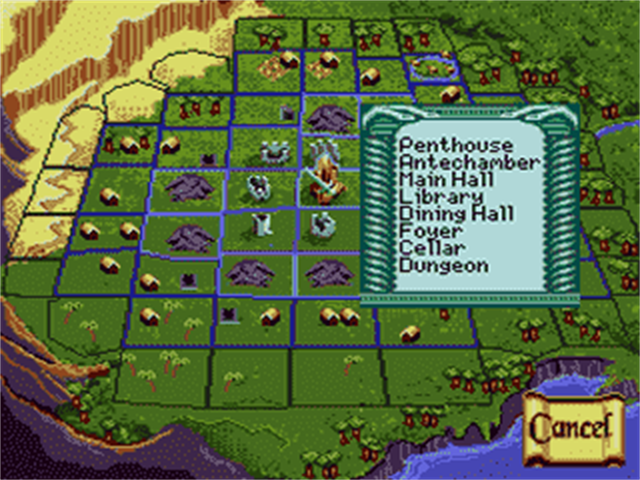 Penthouse
Antechamber
Main Hall
Library
Dining Hall
Foyer
Cellar
Dungeon
Cancel